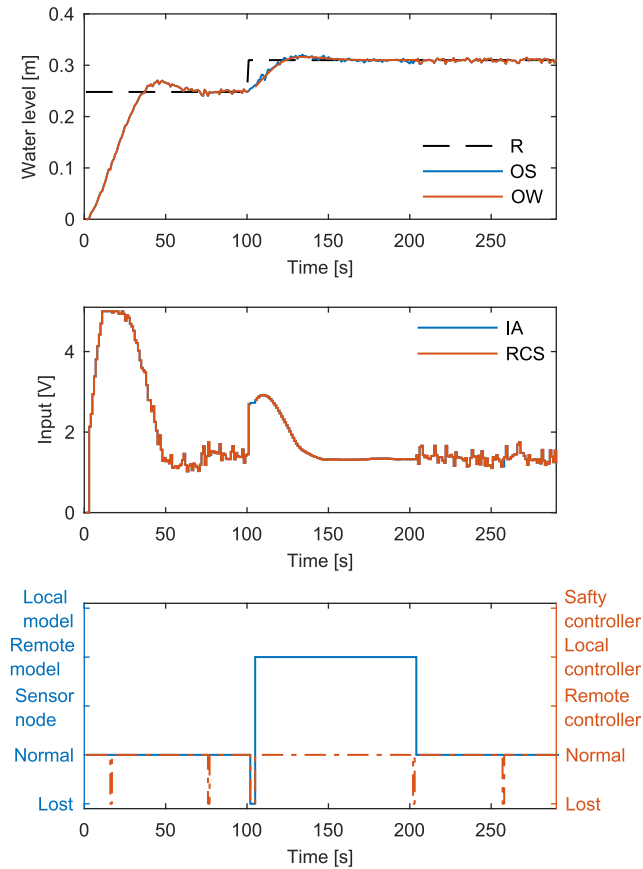 0.4
0.3
0.2
0.1
0
Water level [m]
R
OS
OW
0 50 100 150 200 250
Time [s]
4
2
0
Input [V]
IA
RCS
0 50 100 150 200 250
Time [s]
Local
model
Remote
model
Sensor
node
Normal
Lost
Safty
controller
Local
controller
Remote
controller
Normal
Lost
0 50 100 150 200 250
Time [s]